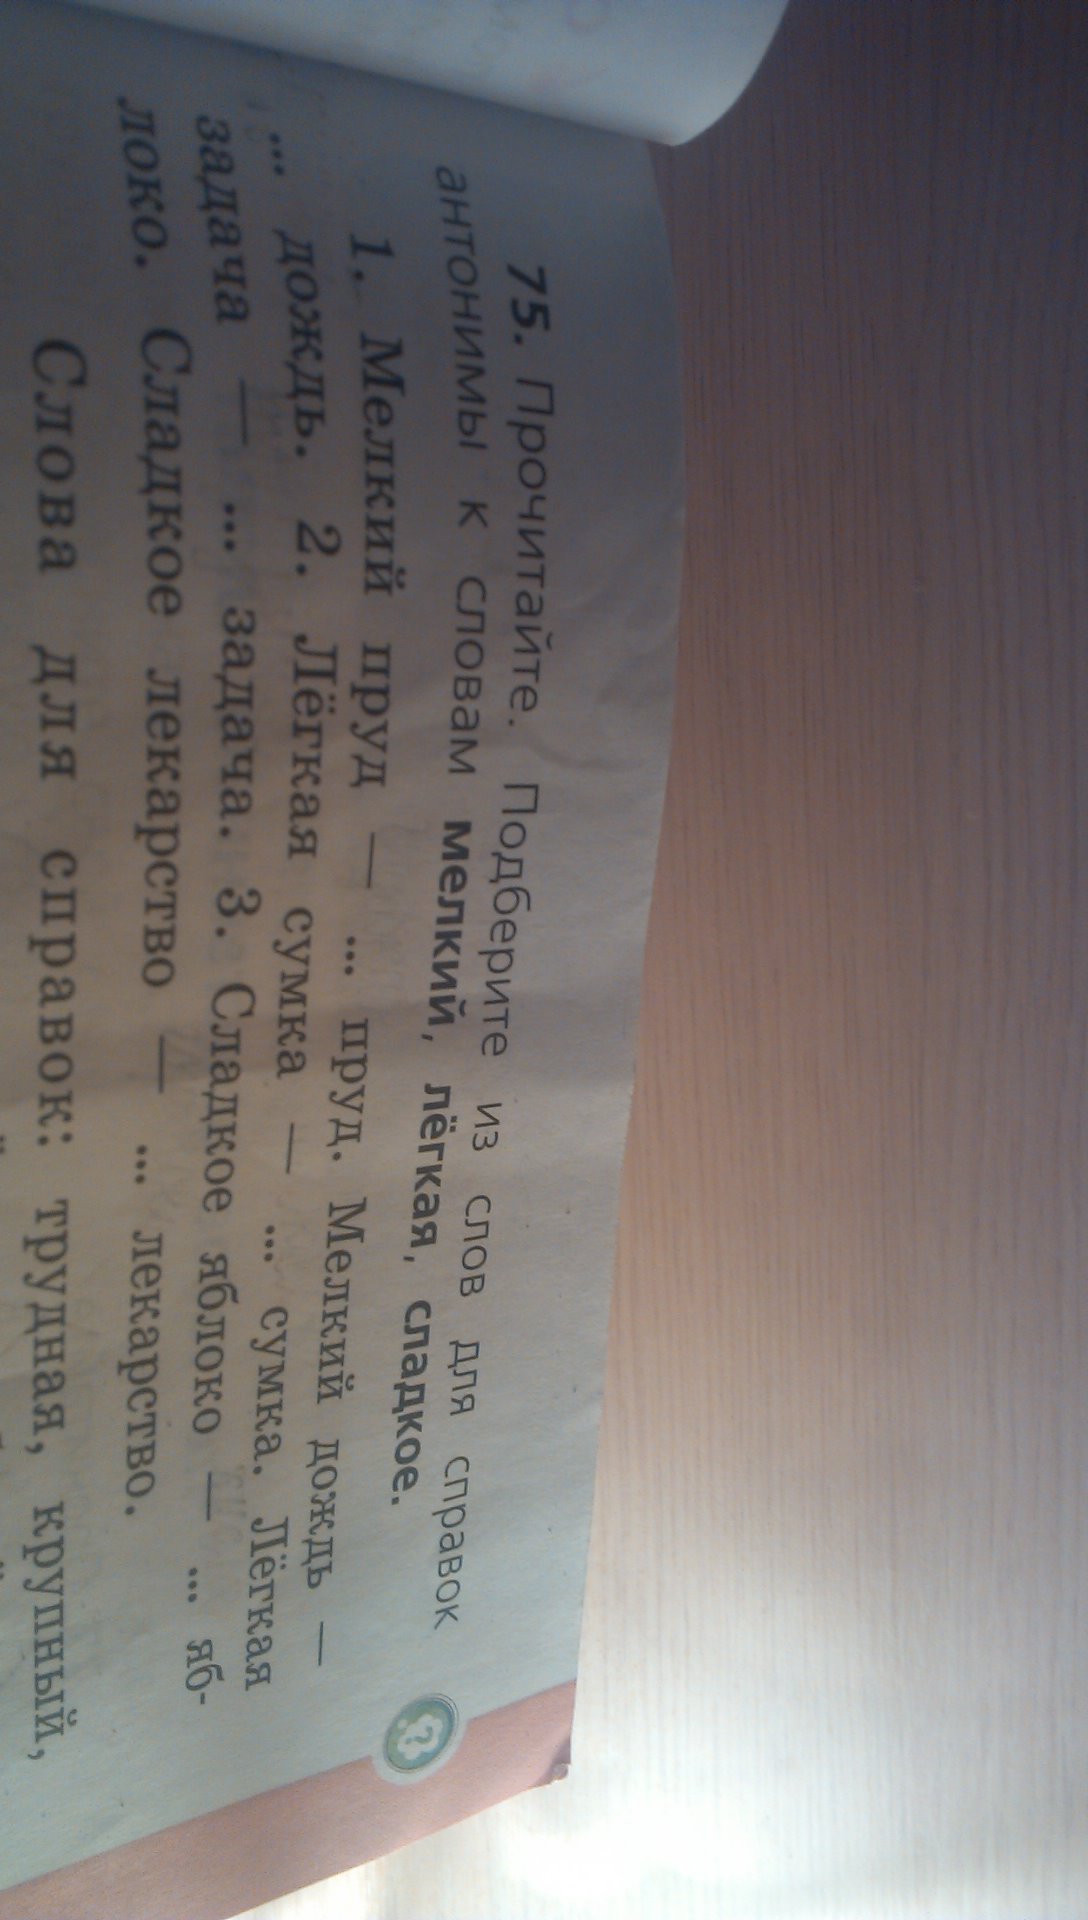 75. Прочитайте. Подберите из слов для справок
антонимы к словам мелкий, лёгкая, сладкое.
1. Мелкий пруд — ... пруд. Мелкий дождь —
... дождь. 2. Лёгкая сумка — ... сумка. Лёгкая
задача — ... задача. 3. Сладкое яблоко — ... яб-
локо. Сладкое лекарство — ... лекарство.
Слова для справок: трудная, крупный,